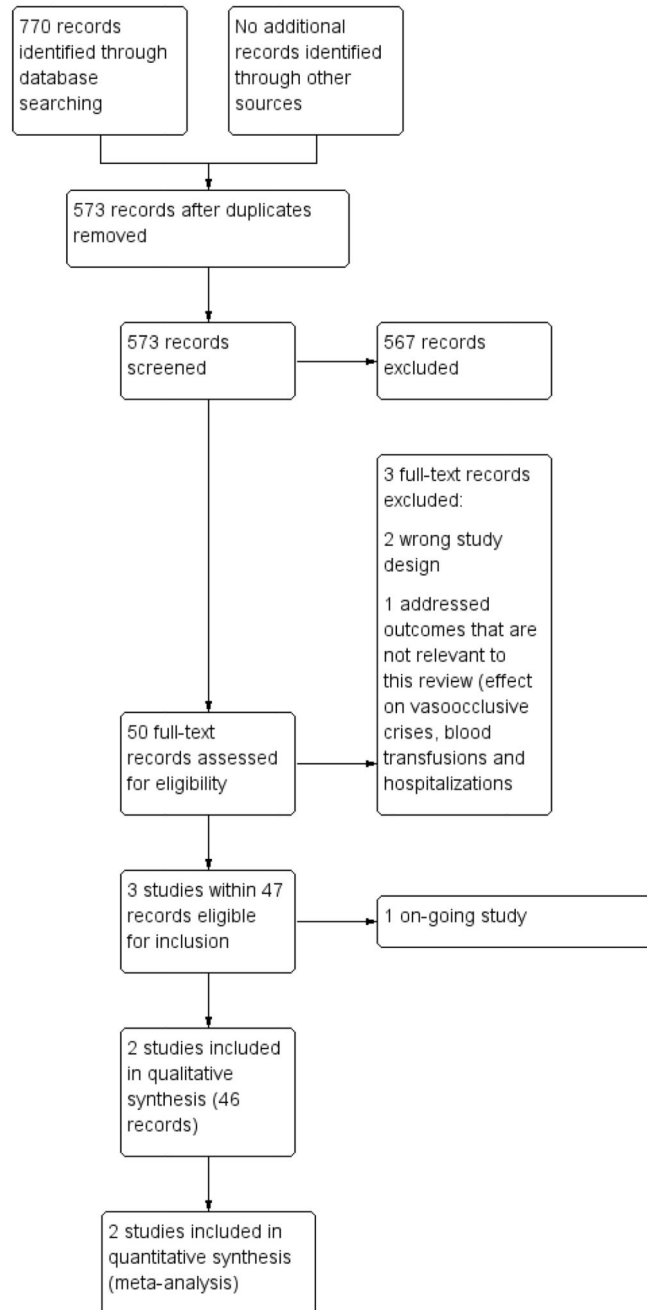 770 records
identified through
database
searching
No additional
records identified
through other
sources
573 records after duplicates
removed
573 records
screened
567 records
excluded
3 full-text records
excluded:
2 wrong study
design
1 addressed
outcomes that are
not relevant to
this review (effect
on vasoocclusive
crises, blood
transfusions and
hospitalizations
50 full-text
records assessed
for eligibility
3 studies within 47
records eligible
for inclusion
1 on-going study
2 studies included
in qualitative
synthesis (46
records)
2 studies included in
quantitative synthesis
(meta-analysis)